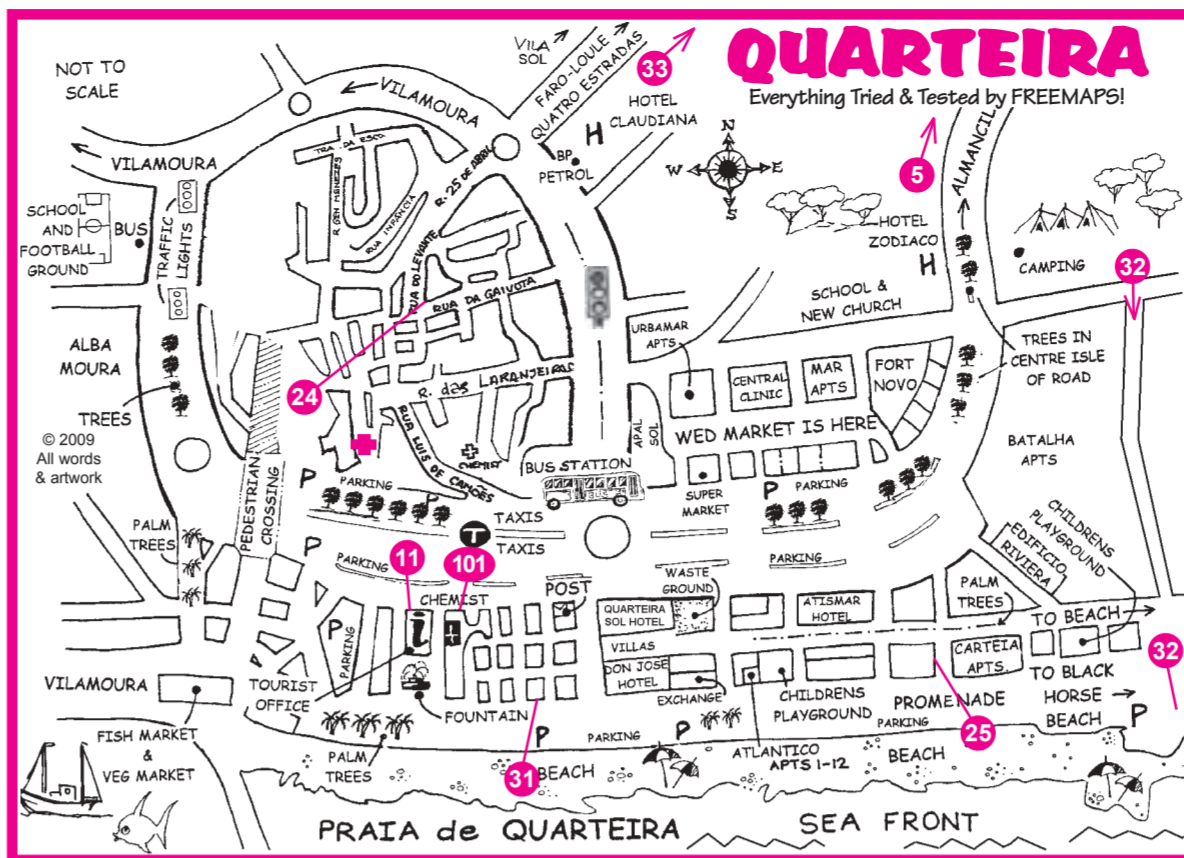 QUARTEIRA
Everything Tried & Tested by FREEMAPS!
NOT TO
SCALE
VILA
SOL
FARO-LOULE
QUATRO ESTRADAS
33
HOTEL
CLAUDIANA
H
BP
PETROL
VILAMOURA
VILAMOURA
N
W
E
S
5
ALMANCIL
HOTEL
ZODIACO
H
CAMPING
32
SCHOOL
AND
FOOTBALL
GROUND
BUS
TRAFFIC
LIGHTS
TRA. DA ESCO
R GEN MENEZES
RUA INFANCIA
R. 25 DE ABRIL
RUA DO LEVANTE
RUA DA GAIVOTA
SCHOOL &
NEW CHURCH
URBAMAR
APTS
ALBA
MOURA
TREES
24
R. das LARANJEIRAS
CENTRAL
CLINIC
MAR
APTS
FORT
NOVO
TREES IN
CENTRE ISLE
OF ROAD
© 2009
All words
& artwork
RUA LUIS DE CAMÕES
CHEMIST
APAL
SOL
WED MARKET IS HERE
BATALHA
APTS
BUS STATION
PEDESTRIAN
CROSSING
PARKING
P
P
SUPER
MARKET
P
PARKING
PALM
TREES
TAXIS
T
TAXIS
P
PARKING
PARKING
CHILDRENS
PLAYGROUND
EDIFICIO
RIVIERA
11
101
CHEMIST
POST
WASTE
GROUND
PALM
TREES
P
PARKING
i
QUARTEIRA
SOL HOTEL
ATISMAR
HOTEL
TO BEACH
VILLAS
VILAMOURA
TOURIST
OFFICE
DON JOSE
HOTEL
CARTEIA
APTS.
TO BLACK
HORSE
BEACH
32
FOUNTAIN
EXCHANGE
CHILDRENS
PLAYGROUND
PROMENADE
P
FISH MARKET
&
VEG MARKET
PALM
TREES
P
PARKING
P
PARKING
25
31
BEACH
ATLANTICO
APTS 1-12
BEACH
PRAIA de QUARTEIRA
SEA FRONT